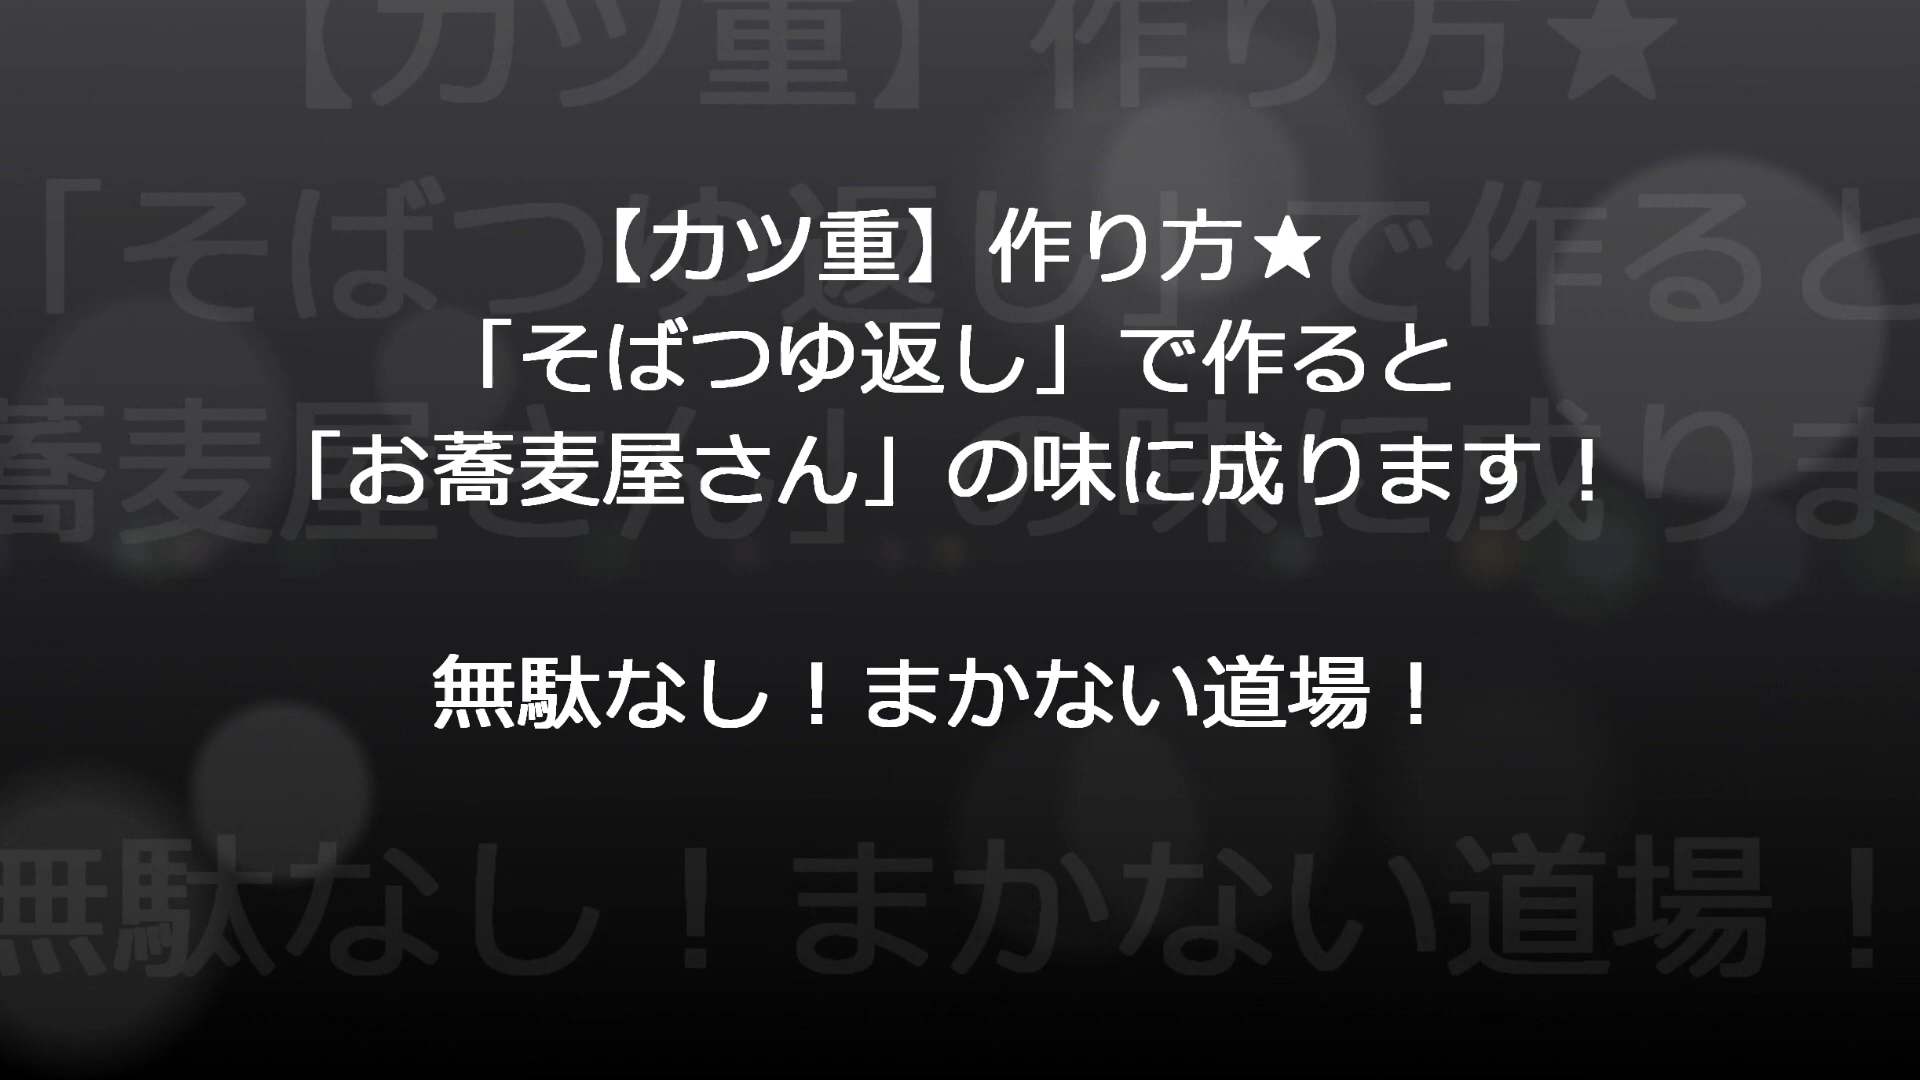 【カツ重】作り方★
「そばつゆ返し」で作ると
「お蕎麦屋さん」の味に成ります！
無駄なし！まかない道場！